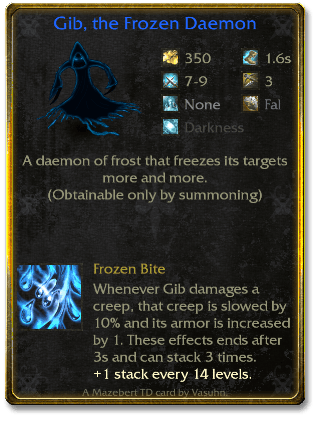 Gib, the Frozen Daemon
350 1.6s
7-9 3
None Fal
Darkness
A daemon of frost that freezes its targets
more and more.
(Obtainable only by summoning)
Frozen Bite
Whenever Gib damages a
creep, that creep is slowed by
10% and its armor is increased
by 1. These effects ends after
3s and can stack 3 times.
+1 stack every 14 levels.
A Mazebert TD card by Vasuhn.